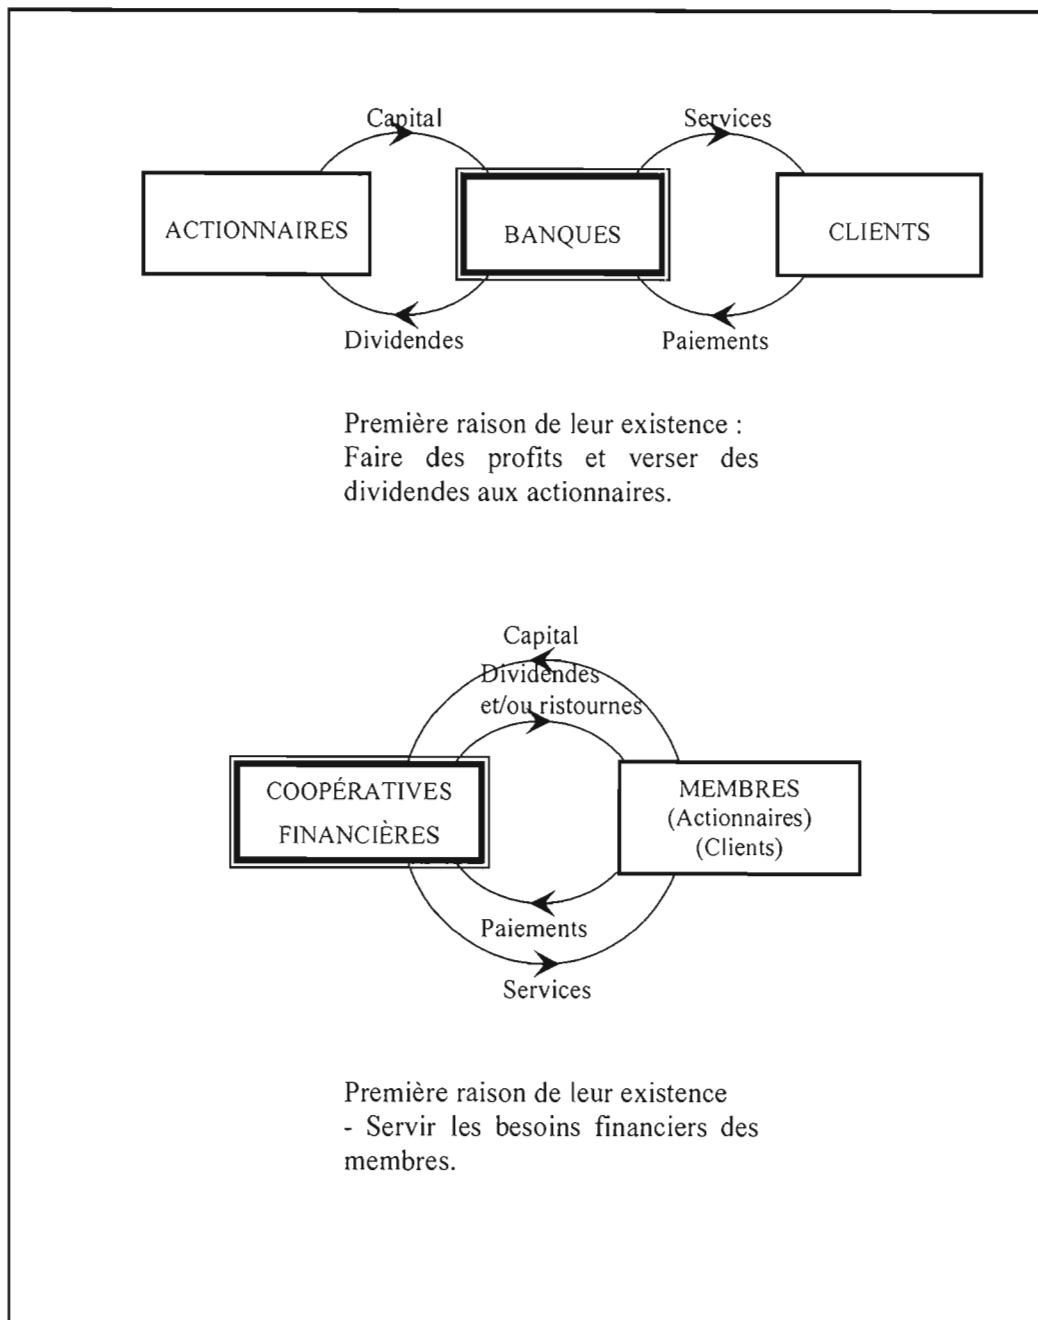 Capital
Services
ACTIONNAIRES
BANQUES
CLIENTS
Dividendes
Paiements
Première raison de leur existence :
Faire des profits et verser des
dividendes aux actionnaires.
Capital
Dividendes
et/ou ristournes
COOPÉRATIVES
FINANCIÈRES
MEMBRES
(Actionnaires)
(Clients)
Paiements
Services
Première raison de leur existence
- Servir les besoins financiers des
membres.